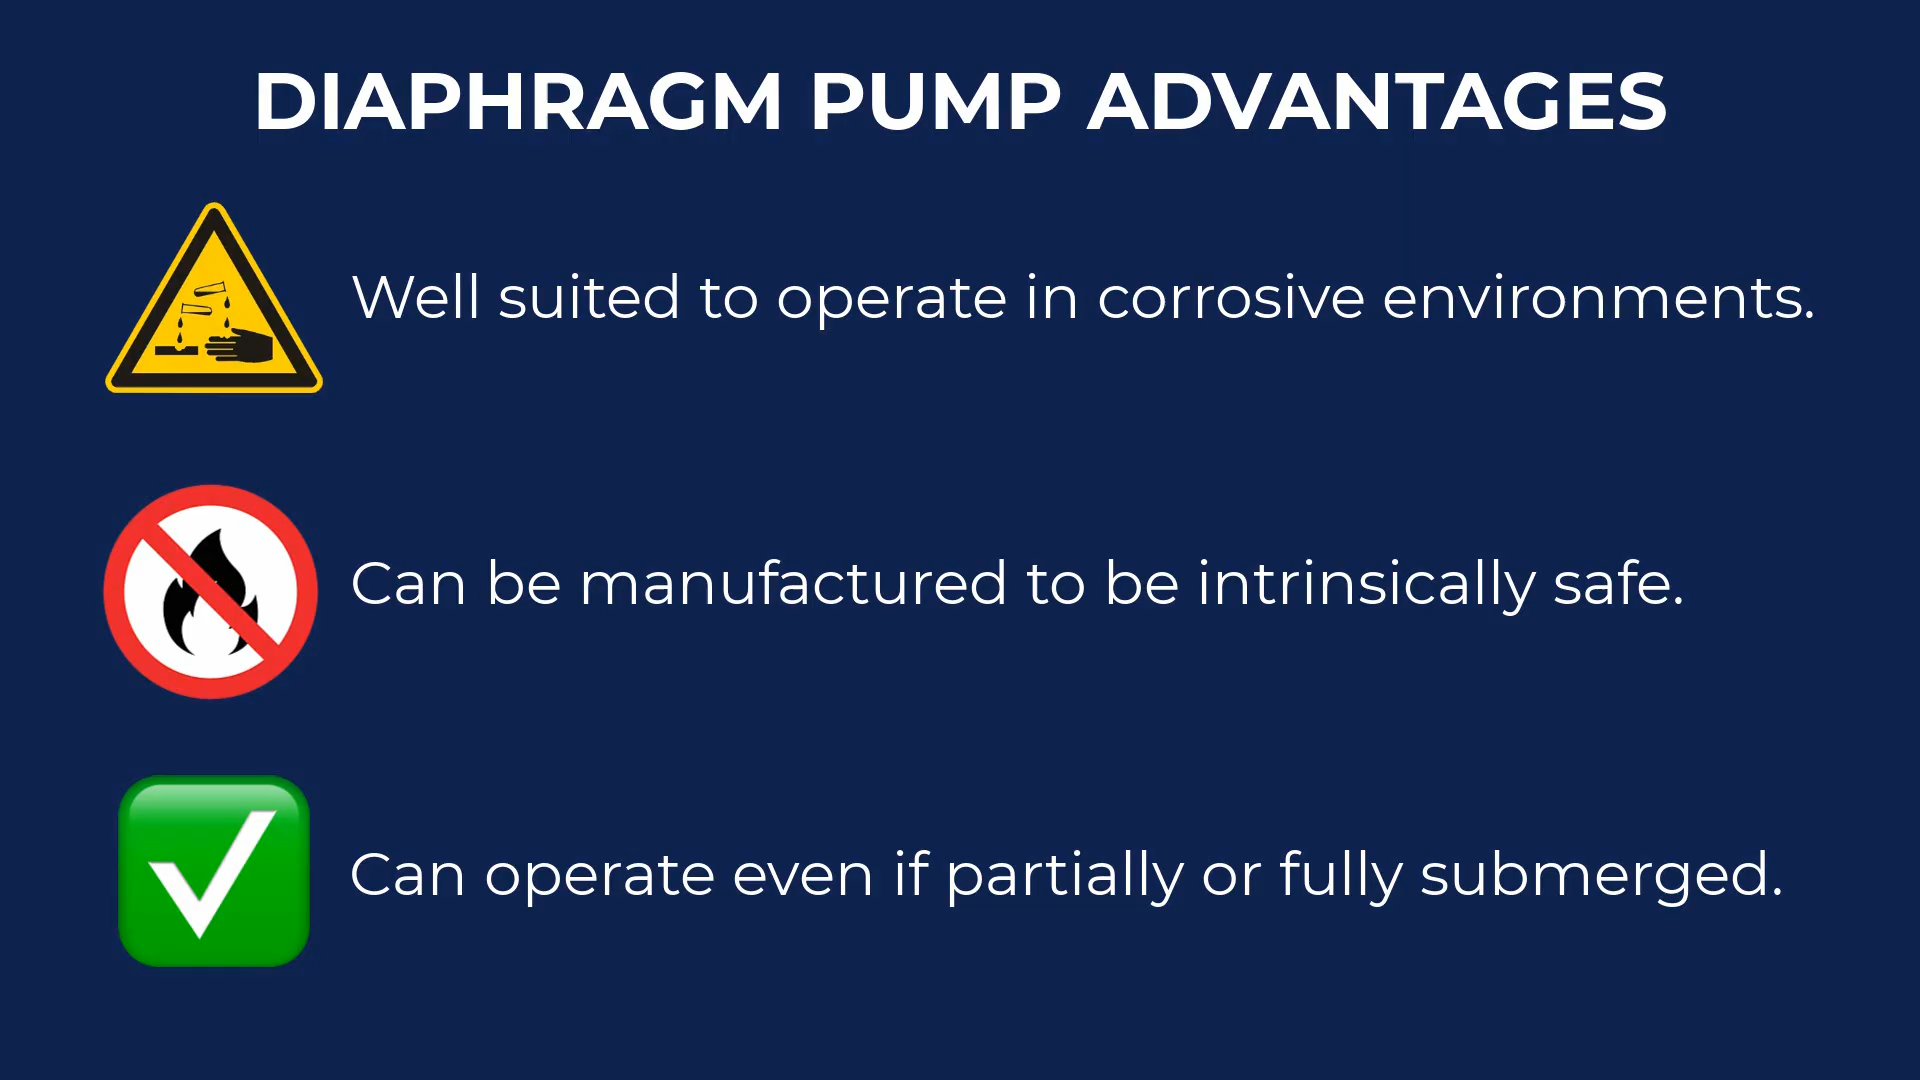 DIAPHRAGM PUMP ADVANTAGES
Well suited to operate in corrosive environments.
Can be manufactured to be intrinsically safe.
Can operate even if partially or fully submerged.